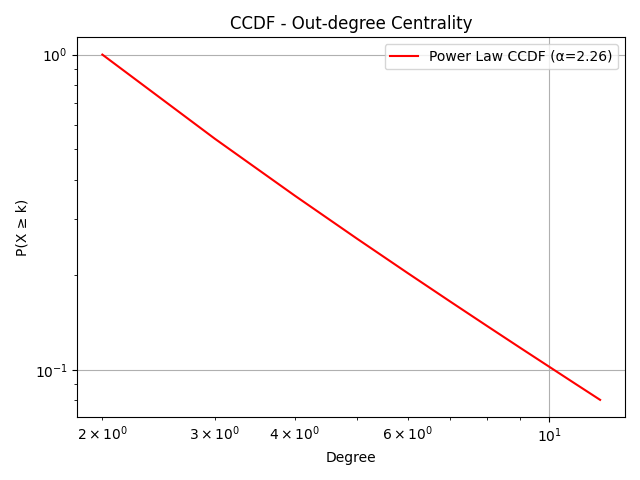 CCDF - Out-degree Centrality
Power Law CCDF (α=2.26)
P(X ≥ k)
10⁰
10⁻¹
2 × 10⁰
3 × 10⁰
4 × 10⁰
6 × 10⁰
10¹
Degree